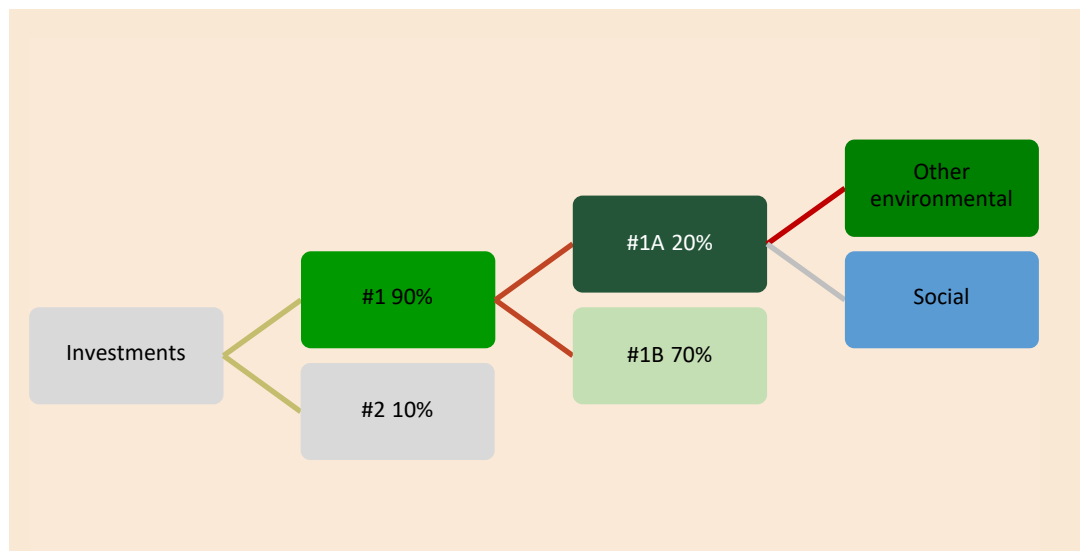 Investments
#1 90%
#2 10%
#1A 20%
#1B 70%
Other
environmental
Social